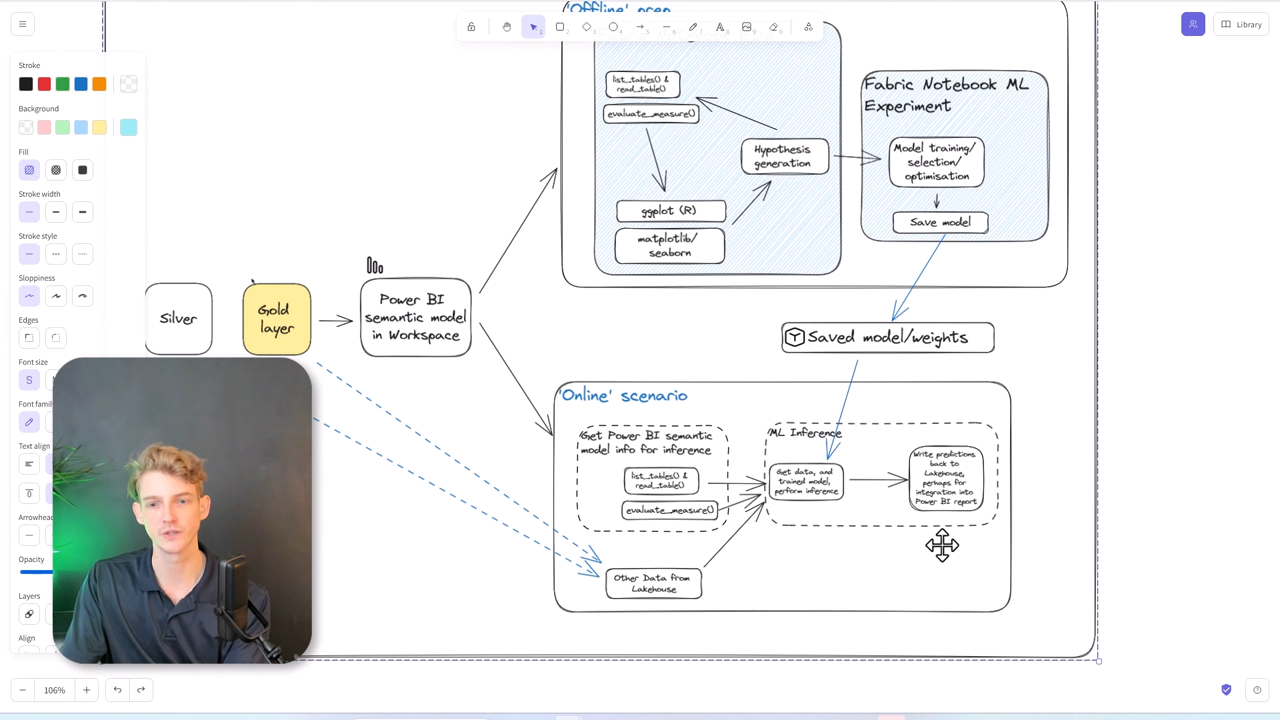 Library
Stroke
Background
Fill
Stroke width
Stroke style
Sloppiness
Edges
Font size
S
Font family
Text align
Arrowheads
Opacity
Layers
Align
106%
'Offline' prep
list_tables() &
read_table()
evaluate_measure()
Hypothesis
generation
ggplot (R)
matplotlib/
seaborn
Fabric Notebook ML
Experiment
Model training/
selection/
optimisation
Save model
Silver
Gold
layer
Power BI
semantic model
in Workspace
Saved model/weights
'Online' scenario
Get Power BI semantic
model info for inference
list_tables() &
read_table()
evaluate_measure()
ML Inference
Get data, and
trained model,
perform inference
Write predictions
back to
Lakehouse,
perhaps for
integration into
Power BI report
Other Data from
Lakehouse